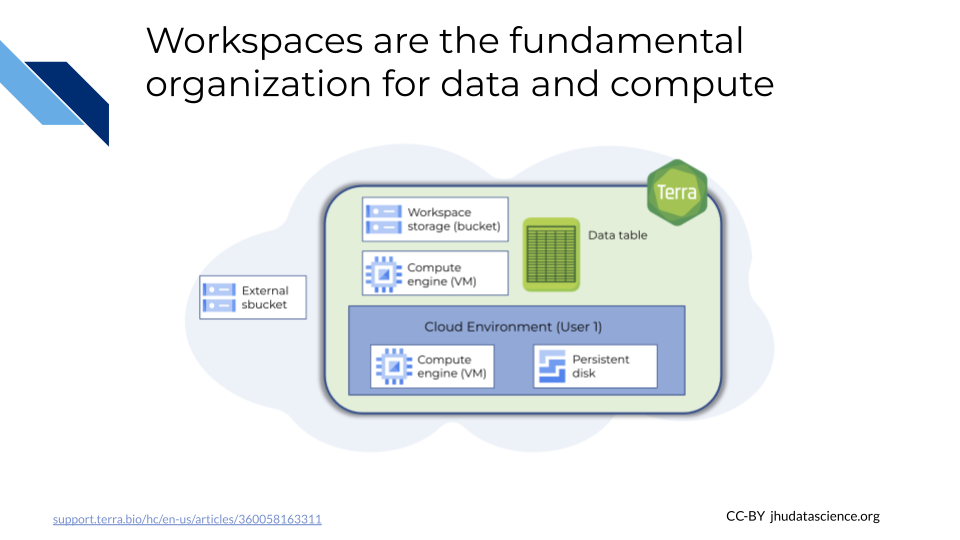 Workspaces are the fundamental
organization for data and compute
Terra
Workspace
storage (bucket)
Data table
Compute
engine (VM)
External
sbucket
Cloud Environment (User 1)
Compute
engine (VM)
Persistent
disk
support.terra.bio/hc/en-us/articles/360058163311
CC-BY jhudatascience.org